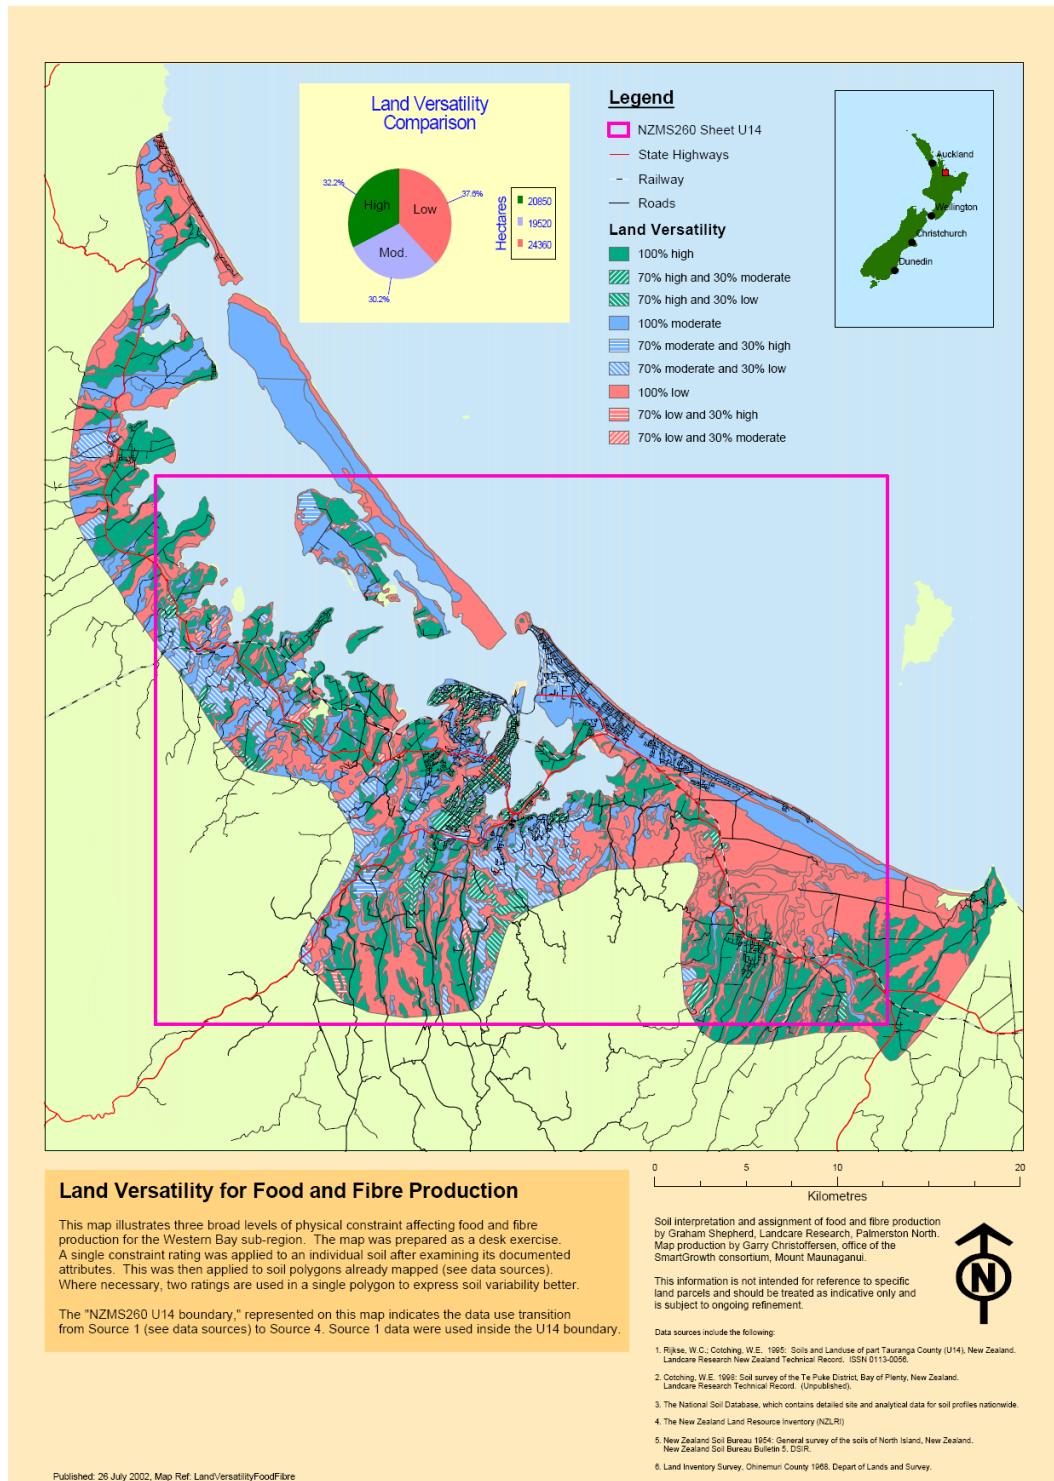 Land Versatility
Comparison
32.2%
37.6%
High
Low
Mod.
30.2%
Hectares
20850
19520
24360
Legend
NZMS260 Sheet U14
State Highways
Railway
Roads
Land Versatility
100% high
70% high and 30% moderate
70% high and 30% low
100% moderate
70% moderate and 30% high
70% moderate and 30% low
100% low
70% low and 30% high
70% low and 30% moderate
Auckland
Wellington
Christchurch
Dunedin
Land Versatility for Food and Fibre Production
This map illustrates three broad levels of physical constraint affecting food and fibre
production for the Western Bay sub-region. The map was prepared as a desk exercise.
A single constraint rating was applied to an individual soil after examining its documented
attributes. This was then applied to soil polygons already mapped (see data sources).
Where necessary, two ratings are used in a single polygon to express soil variability better.
The "NZMS260 U14 boundary," represented on this map indicates the data use transition
from Source 1 (see data sources) to Source 4. Source 1 data were used inside the U14 boundary.
0 5 10 20
Kilometres
Soil interpretation and assignment of food and fibre production
by Graham Shepherd, Landcare Research, Palmerston North.
Map production by Garry Christoffersen, office of the
SmartGrowth consortium, Mount Maunaganui.
This information is not intended for reference to specific
land parcels and should be treated as indicative only and
is subject to ongoing refinement.
N
Data sources include the following:
1. Rijkse, W.C.; Cotching, W.E. 1995: Soils and Landuse of part Tauranga County (U14), New Zealand.
Landcare Research New Zealand Technical Record. ISSN 0113-0056.
2. Cotching, W.E. 1998: Soil survey of the Te Puke District, Bay of Plenty, New Zealand.
Landcare Research Technical Record. (Unpublished).
3. The National Soil Database, which contains detailed site and analytical data for soil profiles nationwide.
4. The New Zealand Land Resource Inventory (NZLRI)
5. New Zealand Soil Bureau 1954: General survey of the soils of North Island, New Zealand.
New Zealand Soil Bureau Bulletin 5. DSIR.
6. Land Inventory Survey, Ohinemuri County 1968. Depart of Lands and Survey.
Published: 26 July 2002, Map Ref: LandVersatilityFoodFibre